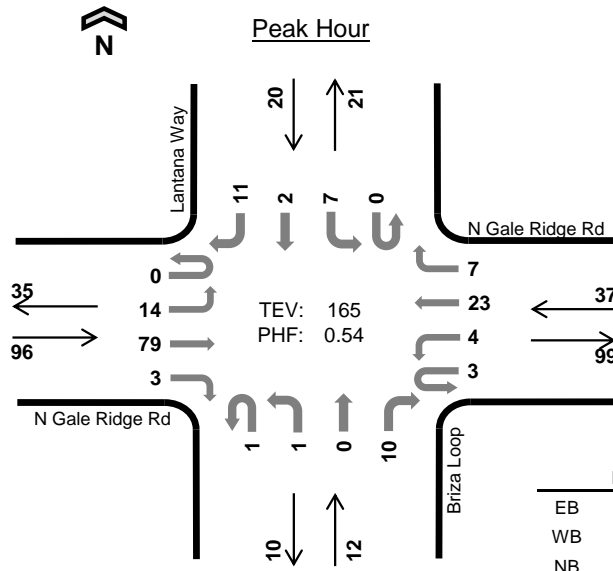 Peak Hour
N
20
21
Lantana Way
11
2
7
0
N Gale Ridge Rd
0
7
35
14
TEV: 165
23
37
96
79
PHF: 0.54
4
99
3
3
N Gale Ridge Rd
1
1
0
10
Briza Loop
10
12
EB
WB
NB